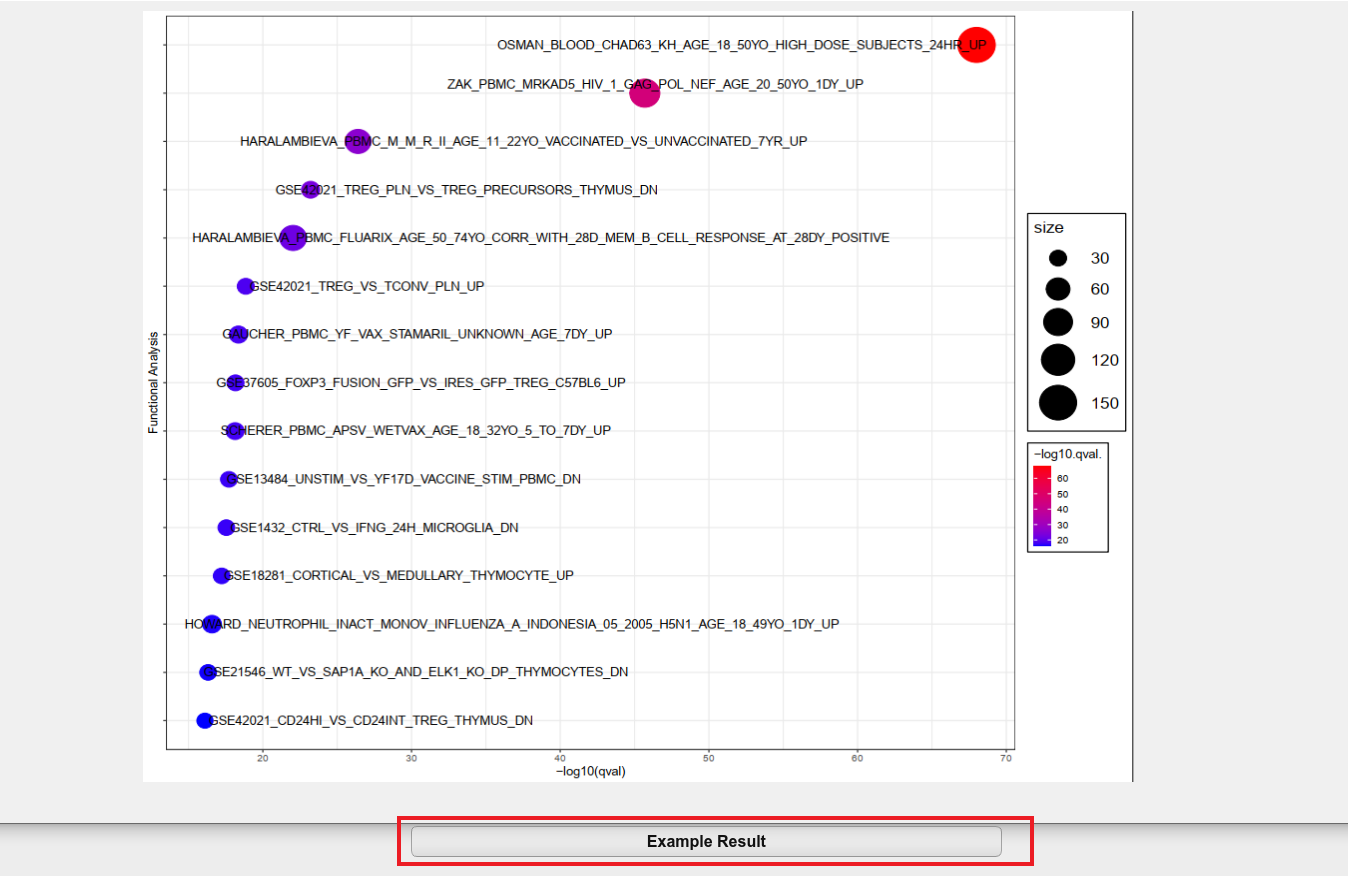 OSMAN_BLOOD_CHAD63_KH_AGE_18_50YO_HIGH_DOSE_SUBJECTS_24HR_UP
ZAK_PBMC_MRKAD5_HIV_1_GAG_POL_NEF_AGE_20_50YO_1DY_UP
HARALAMBIEVA_PBMC_M_M_R_II_AGE_11_22YO_VACCINATED_VS_UNVACCINATED_7YR_UP
GSE42021_TREG_PLN_VS_TREG_PRECURSORS_THYMUS_DN
HARALAMBIEVA_PBMC_FLUARIX_AGE_50_74YO_CORR_WITH_28D_MEM_B_CELL_RESPONSE_AT_28DY_POSITIVE
GSE42021_TREG_VS_TCONV_PLN_UP
GAUCHER_PBMC_YF_VAX_STAMARIL_UNKNOWN_AGE_7DY_UP
GSE37605_FOXP3_FUSION_GFP_VS_IRES_GFP_TREG_C57BL6_UP
SCHERER_PBMC_APSV_WETVAX_AGE_18_32YO_5_TO_7DY_UP
GSE13484_UNSTIM_VS_YF17D_VACCINE_STIM_PBMC_DN
GSE1432_CTRL_VS_IFNG_24H_MICROGLIA_DN
GSE18281_CORTICAL_VS_MEDULLARY_THYMOCYTE_UP
HOWARD_NEUTROPHIL_INACT_MONOV_INFLUENZA_A_INDONESIA_05_2005_H5N1_AGE_18_49YO_1DY_UP
GSE21546_WT_VS_SAP1A_KO_AND_ELK1_KO_DP_THYMOCYTES_DN
GSE42021_CD24HI_VS_CD24INT_TREG_THYMUS_DN
Functional Analysis
20 30 40 50 60 70
−log10(qval)
size
30
60
90
120
150
−log10.qval.
60
50
40
30
20
Example Result